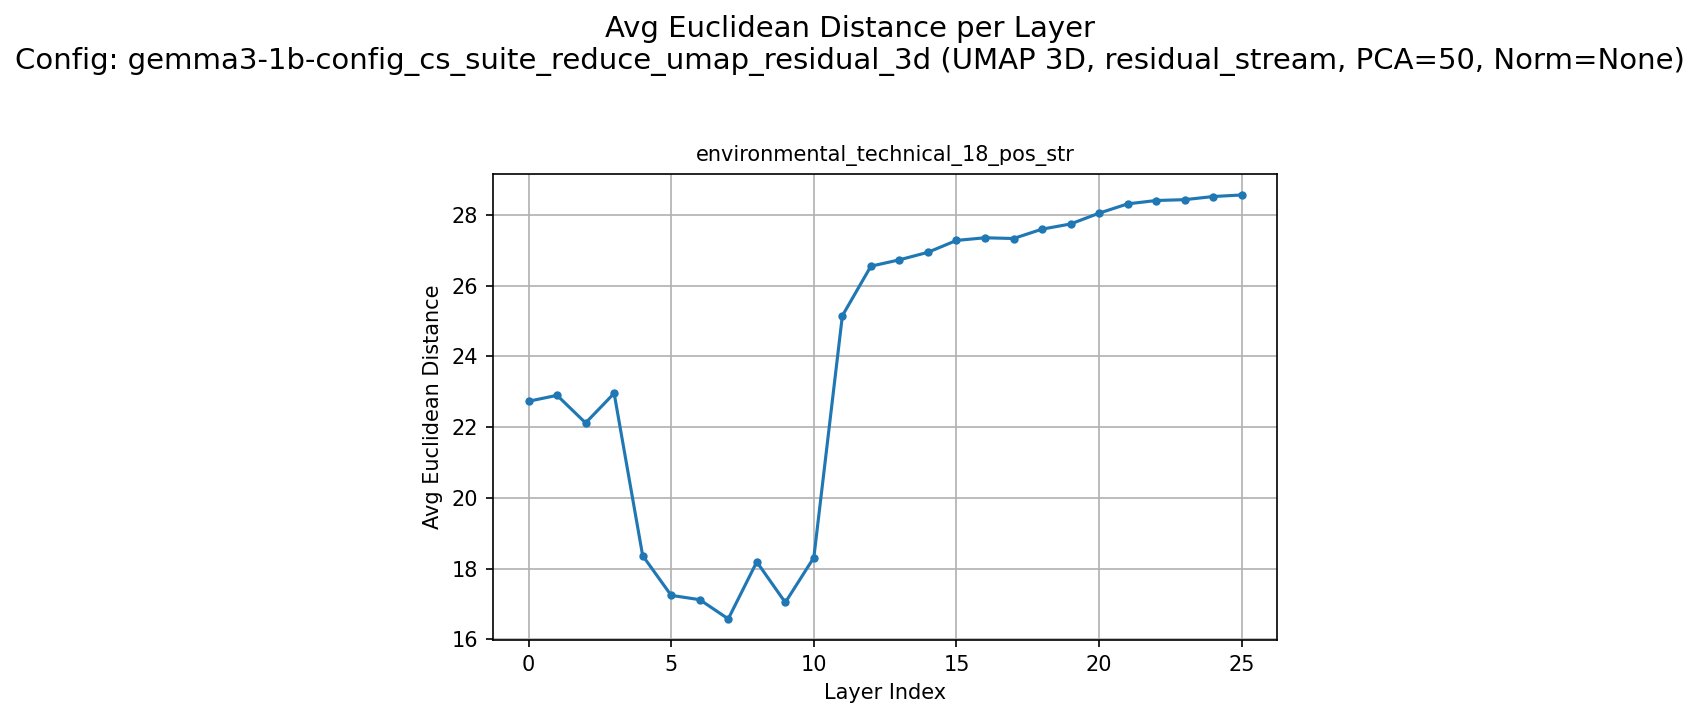 Avg Euclidean Distance per Layer
Config: gemma3-1b-config_cs_suite_reduce_umap_residual_3d (UMAP 3D, residual_stream, PCA=50, Norm=None)
environmental_technical_18_pos_str
Avg Euclidean Distance
28
26
24
22
20
18
16
0 5 10 15 20 25
Layer Index